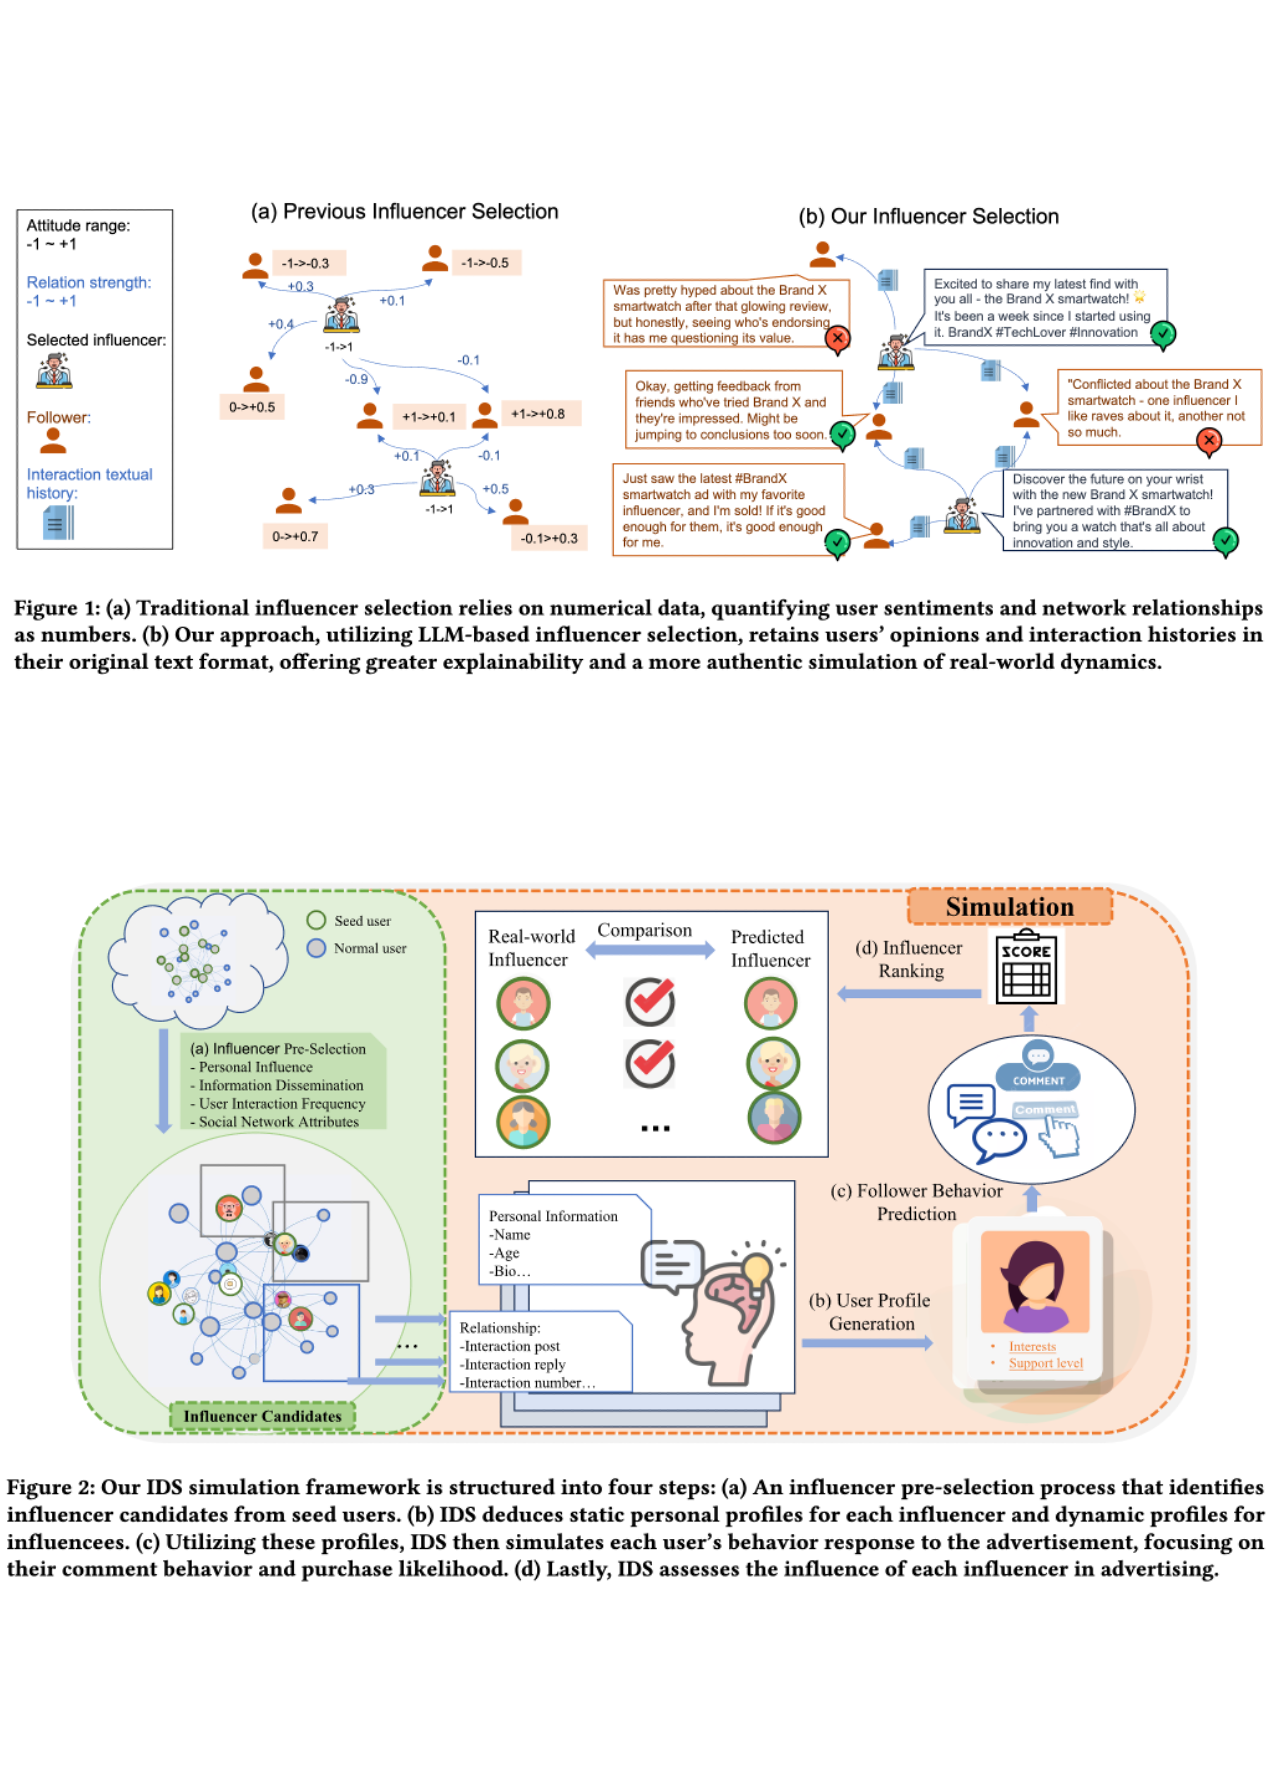 Attitude range:
-1 ~ +1
Relation strength:
-1 ~ +1
Selected influencer:
Follower:
Interaction textual
history:
(a) Previous Influencer Selection
-1->-0.3
-1->-0.5
+0.3
+0.1
+0.4
-1->1
-0.1
-0.9
0->+0.5
+1->+0.1
+1->+0.8
+0.1
-0.1
+0.3
+0.5
-1->1
0->+0.7
-0.1>+0.3
(b) Our Influencer Selection
Was pretty hyped about the Brand X
smartwatch after that glowing review,
but honestly, seeing who's endorsing
it has me questioning its value.
Excited to share my latest find with
you all - the Brand X smartwatch!
It's been a week since I started using
it. BrandX #TechLover #Innovation
Okay, getting feedback from
friends who've tried Brand X and
they're impressed. Might be
jumping to conclusions too soon.
"Conflicted about the Brand X
smartwatch - one influencer I
like raves about it, another not
so much.
Just saw the latest #BrandX
smartwatch ad with my favorite
influencer, and I'm sold! If it's good
enough for them, it's good enough
for me.
Discover the future on your wrist
with the new Brand X smartwatch!
I've partnered with #BrandX to
bring you a watch that's all about
innovation and style.
Figure 1: (a) Traditional influencer selection relies on numerical data, quantifying user sentiments and network relationships
as numbers. (b) Our approach, utilizing LLM-based influencer selection, retains users' opinions and interaction histories in
their original text format, offering greater explainability and a more authentic simulation of real-world dynamics.
Seed user
Normal user
(a) Influencer Pre-Selection
- Personal Influence
- Information Dissemination
- User Interaction Frequency
- Social Network Attributes
Influencer Candidates
...
Real-world
Influencer
Comparison
Predicted
Influencer
...
Personal Information
-Name
-Age
-Bio...
Relationship:
-Interaction post
-Interaction reply
-Interaction number...
(b) User Profile
Generation
• Interests
• Support level
(c) Follower Behavior
Prediction
COMMENT
Comment
SCORE
(d) Influencer
Ranking
Simulation
Figure 2: Our IDS simulation framework is structured into four steps: (a) An influencer pre-selection process that identifies
influencer candidates from seed users. (b) IDS deduces static personal profiles for each influencer and dynamic profiles for
influencees. (c) Utilizing these profiles, IDS then simulates each user's behavior response to the advertisement, focusing on
their comment behavior and purchase likelihood. (d) Lastly, IDS assesses the influence of each influencer in advertising.